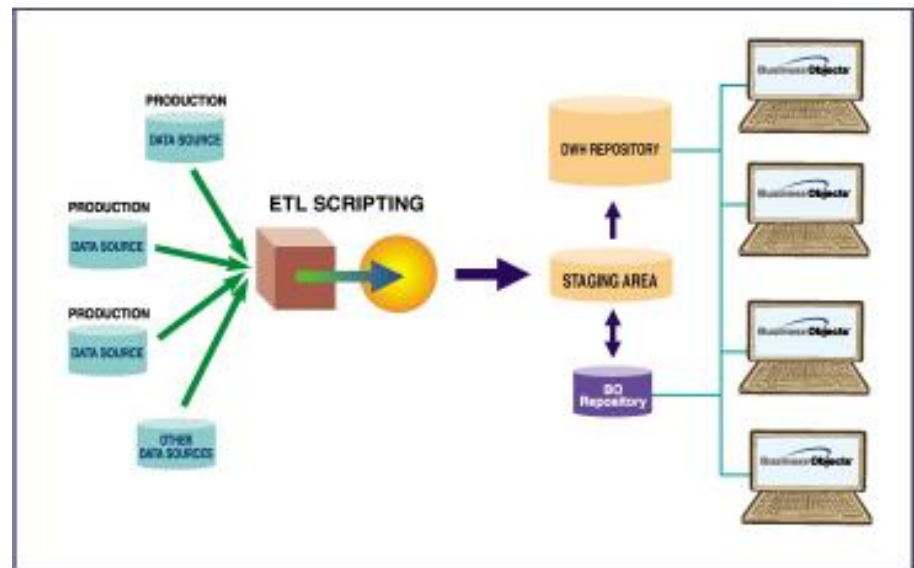 PRODUCTION
DATA SOURCE
PRODUCTION
DATA SOURCE
PRODUCTION
DATA SOURCE
OTHER
DATA SOURCES
ETL SCRIPTING
DWH REPOSITORY
STAGING AREA
BO
Repository
BusinessObjects
BusinessObjects
BusinessObjects
BusinessObjects